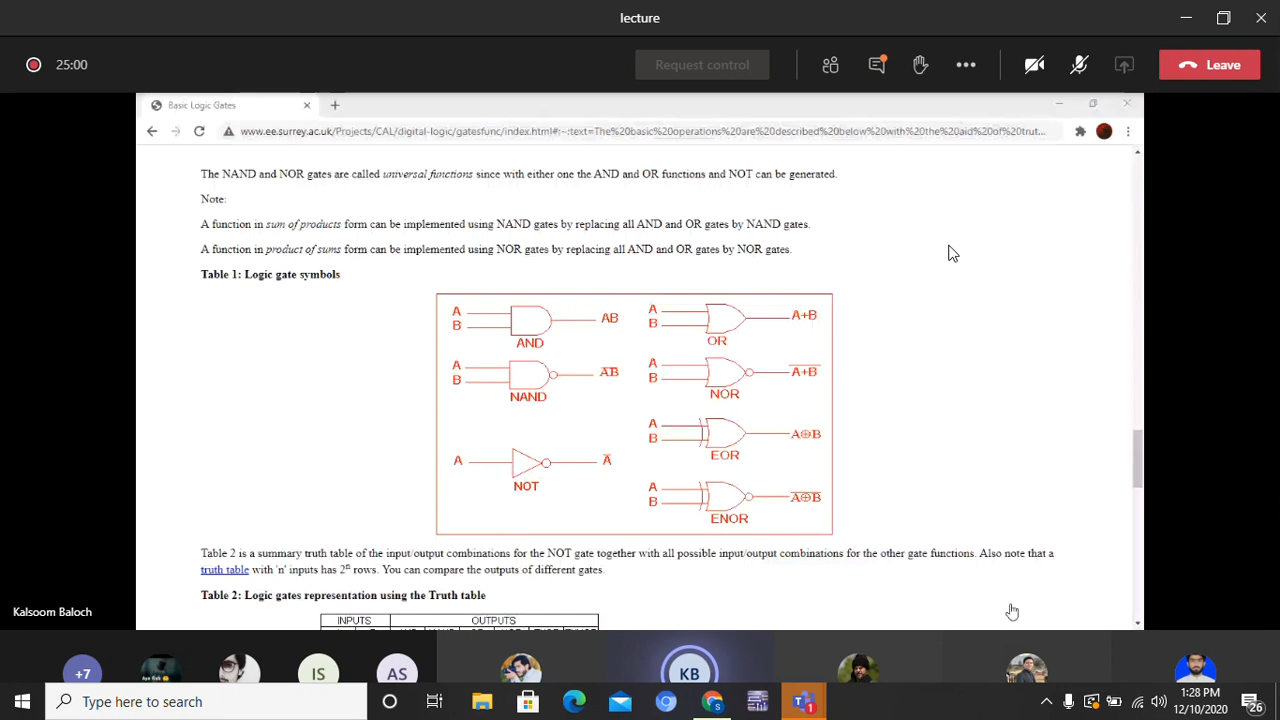 lecture
25:00
Request control
Leave
Basic Logic Gates
www.ee.surrey.ac.uk/Projects/CAL/digital-logic/gatesfunc/index.html#:~:text=The%20basic%20operations%20are%20described%20below%20with%20the%20aid%20of%20trut...
The NAND and NOR gates are called universal functions since with either one the AND and OR functions and NOT can be generated.
Note:
A function in sum of products form can be implemented using NAND gates by replacing all AND and OR gates by NAND gates.
A function in product of sums form can be implemented using NOR gates by replacing all AND and OR gates by NOR gates.
Table 1: Logic gate symbols
A
B
AB
AND
A
B
A+B
OR
A
B
A̅B̅
NAND
A
B
A̅+̅B̅
NOR
A
B
A⊕B
EOR
A
A̅
NOT
A
B
A̅⊕̅B̅
ENOR
Table 2 is a summary truth table of the input/output combinations for the NOT gate together with all possible input/output combinations for the other gate functions. Also note that a
truth table with 'n' inputs has 2ⁿ rows. You can compare the outputs of different gates.
Table 2: Logic gates representation using the Truth table
INPUTS OUTPUTS
Kalsoom Baloch
+7
IS
AS
KB
Type here to search
1
1:28 PM
12/10/2020
26